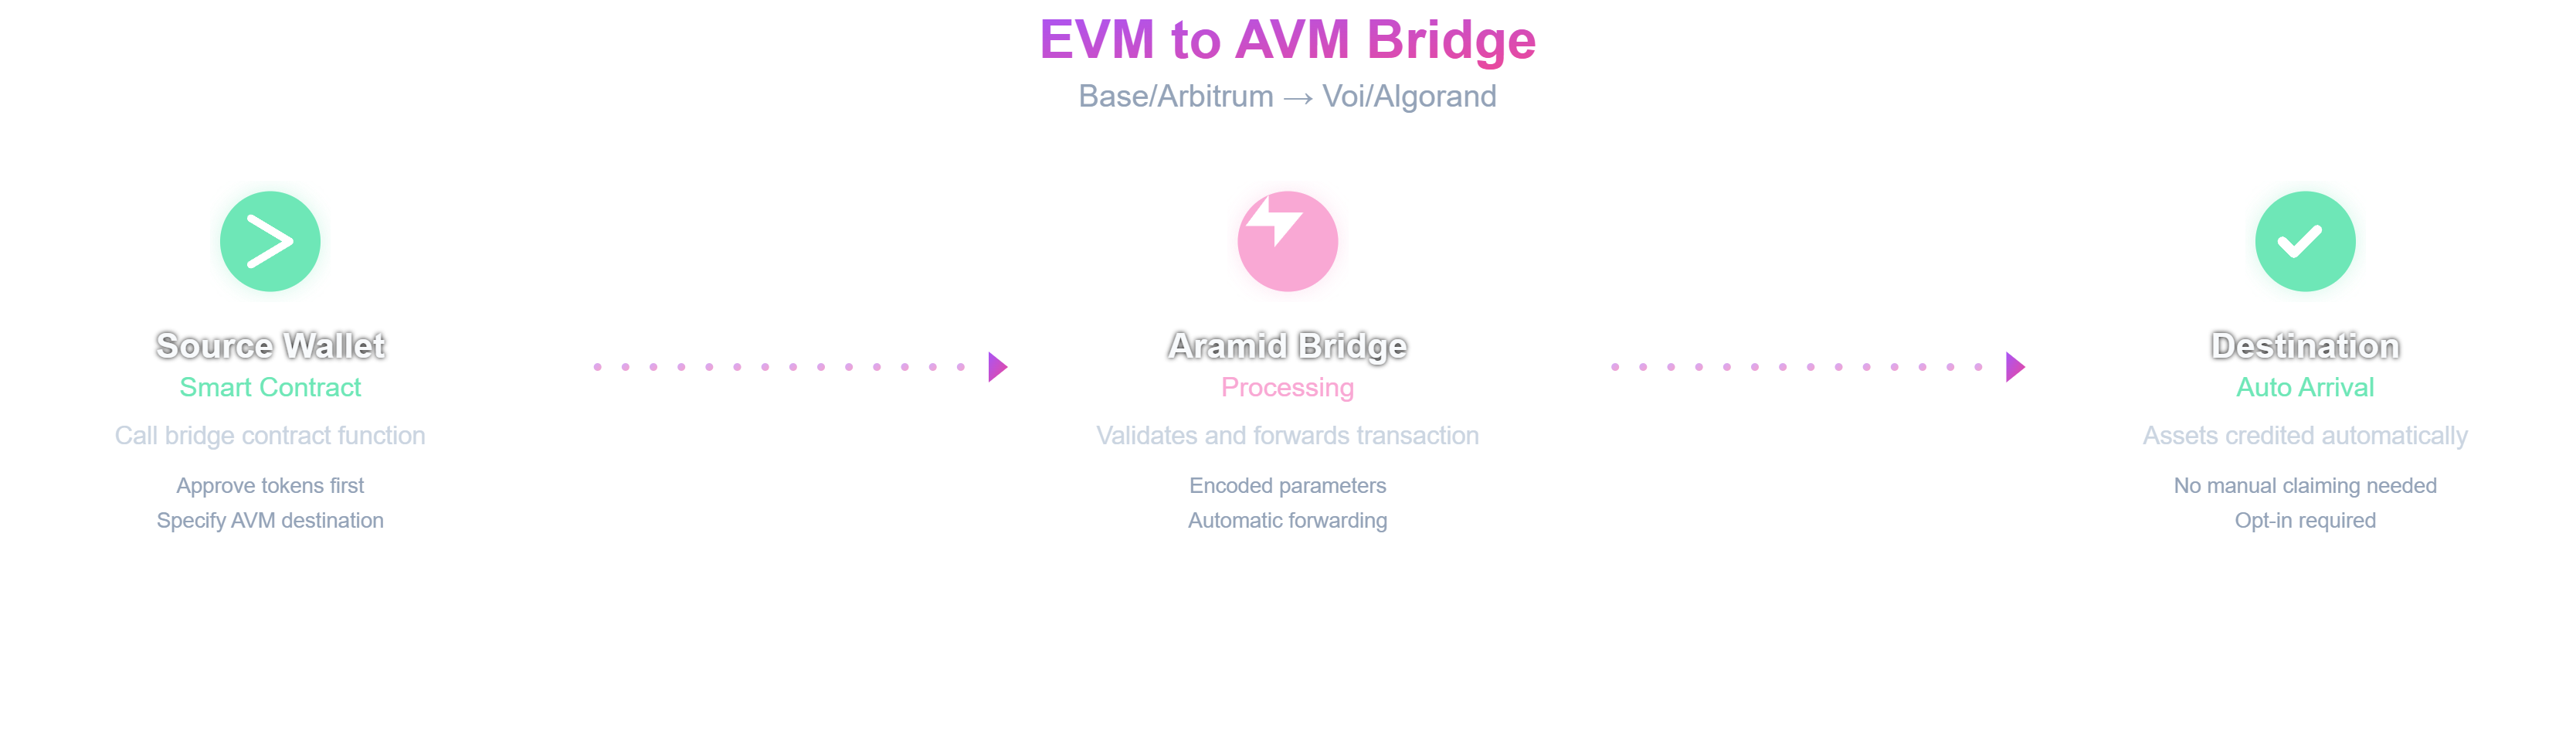 EVM to AVM Bridge
Base/Arbitrum → Voi/Algorand
Source Wallet
Smart Contract
Call bridge contract function
Approve tokens first
Specify AVM destination
Aramid Bridge
Processing
Validates and forwards transaction
Encoded parameters
Automatic forwarding
Destination
Auto Arrival
Assets credited automatically
No manual claiming needed
Opt-in required